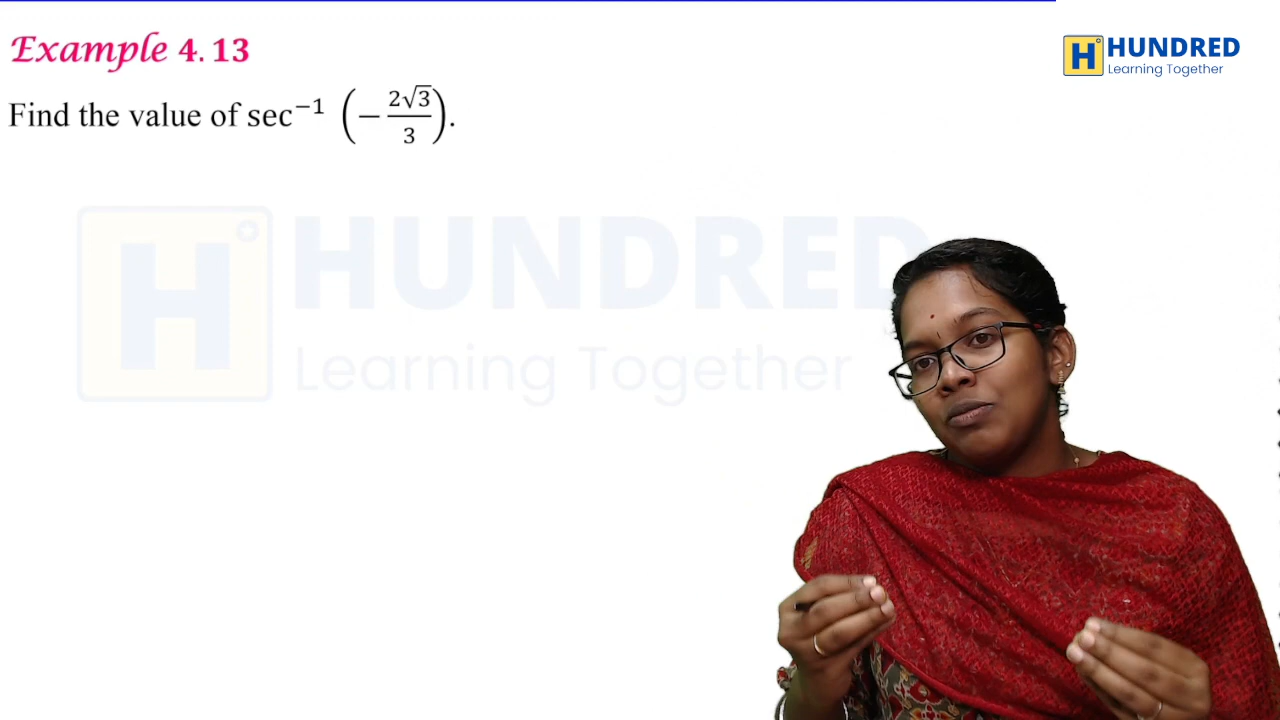 Example 4.13
Find the value of sec⁻¹ (−2√3/3).
H° HUNDRED
Learning Together
H° HUNDRED
Learning Together